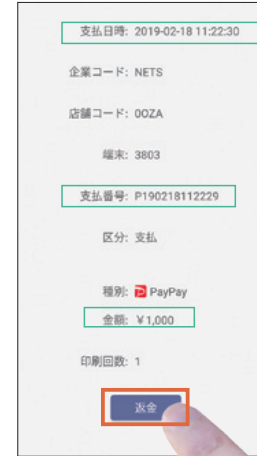 支払日時: 2019-02-18 11:22:30
企業コード: NETS
店舗コード: 00ZA
端末: 3803
支払番号: P190218112229
区分: 支払
種別: PayPay
金額: ¥1,000
印刷回数: 1
返金